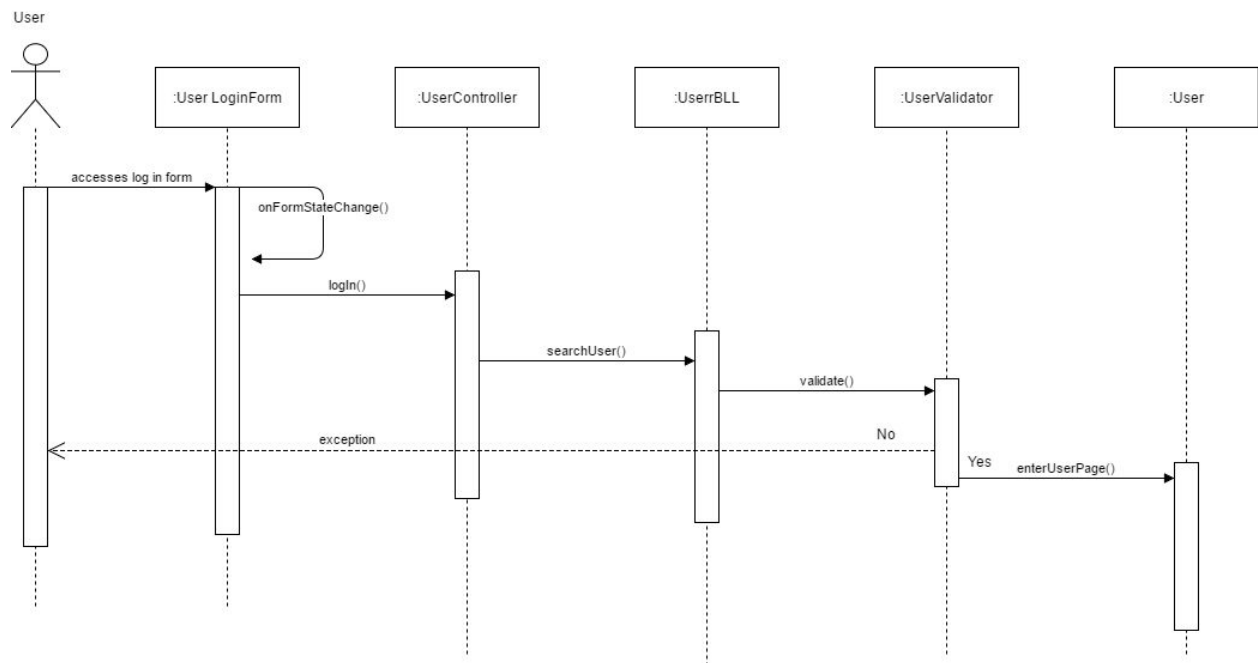 User
:User LoginForm
:UserController
:UserrBLL
:UserValidator
:User
accesses log in form
onFormStateChange()
logIn()
searchUser()
validate()
No
exception
Yes
enterUserPage()